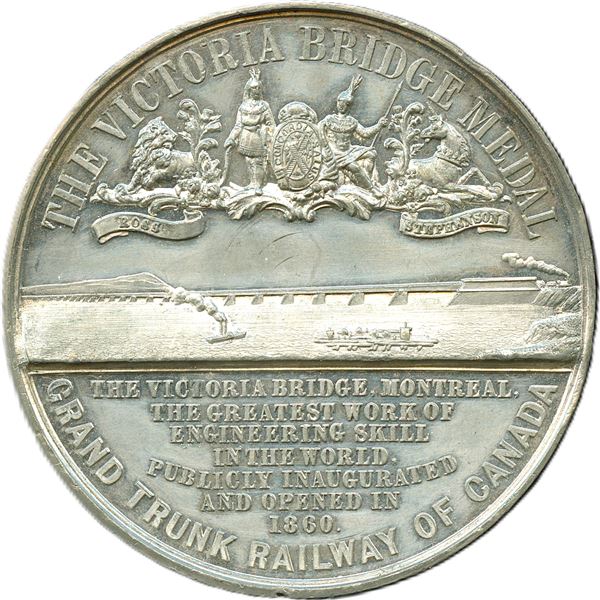 THE VICTORIA BRIDGE MEDAL
ROSS
STEPHENSON
THE VICTORIA BRIDGE, MONTREAL,
THE GREATEST WORK OF
ENGINEERING SKILL
IN THE WORLD.
PUBLICLY INAUGURATED
AND OPENED IN
1860.
GRAND TRUNK RAILWAY OF CANADA